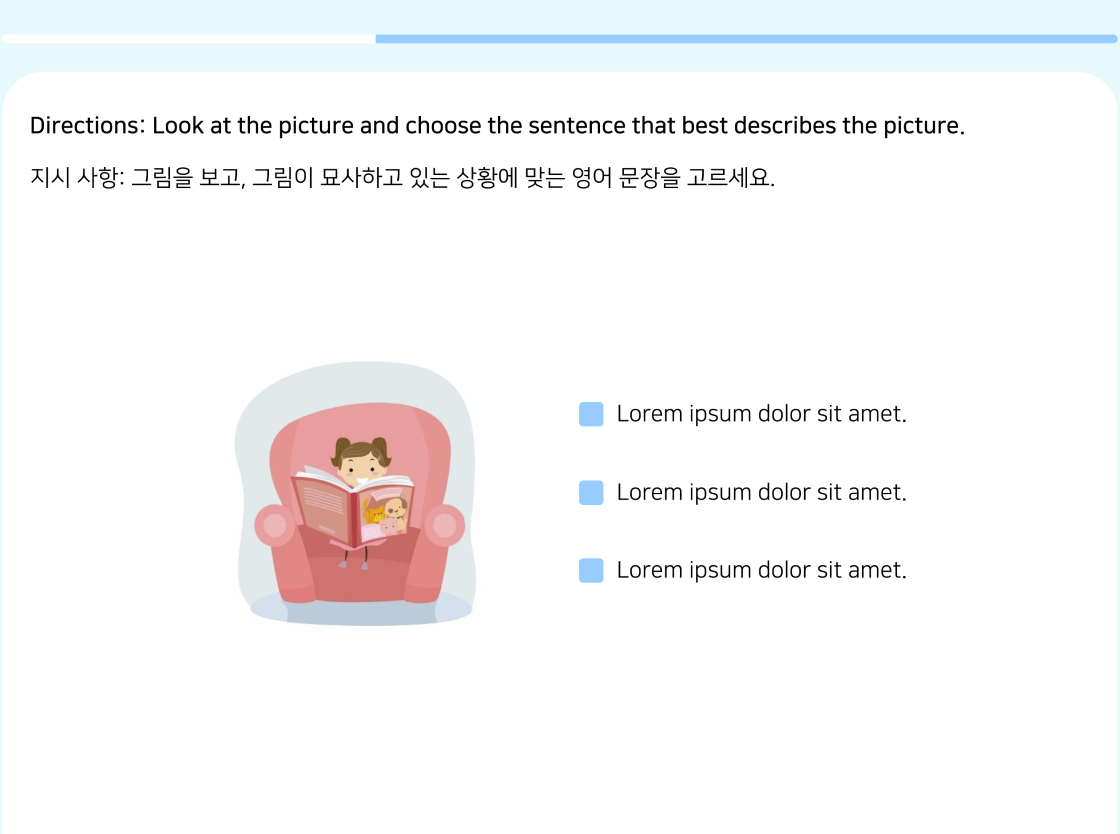 Directions: Look at the picture and choose the sentence that best describes the picture.
지시 사항: 그림을 보고, 그림이 묘사하고 있는 상황에 맞는 영어 문장을 고르세요.
Lorem ipsum dolor sit amet.
Lorem ipsum dolor sit amet.
Lorem ipsum dolor sit amet.